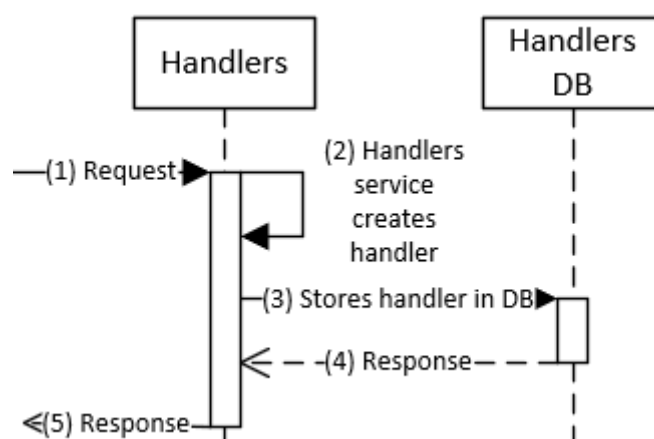 Handlers
Handlers
DB
(1) Request
(2) Handlers
service
creates
handler
(3) Stores handler in DB
(4) Response
(5) Response